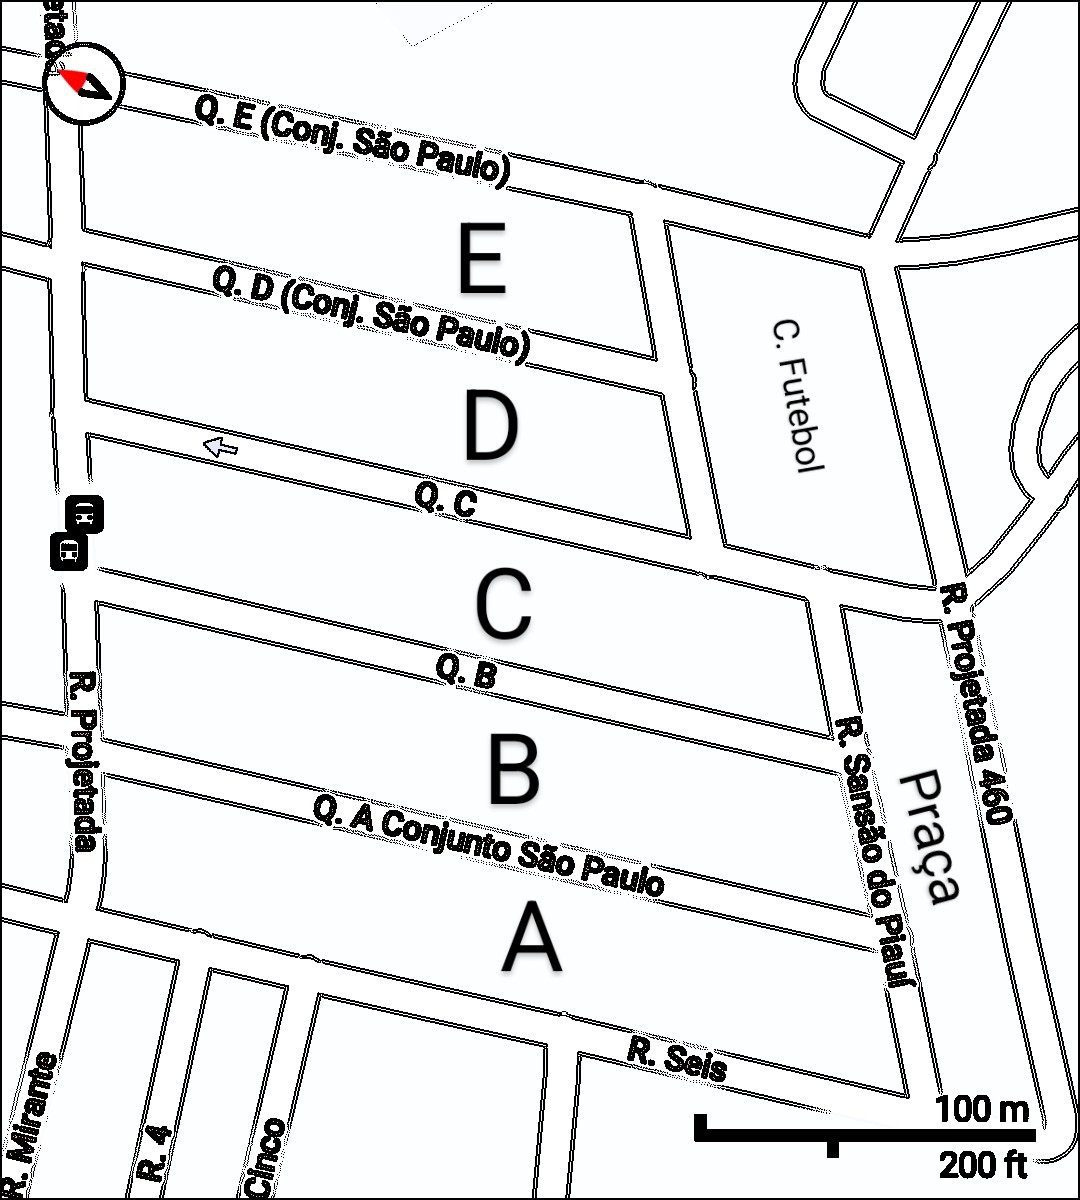 etada
Q. E (Conj. São Paulo)
E
Q. D (Conj. São Paulo)
C. Futebol
D
Q. C
C
Q. B
R. Projetada 460
R. Projetada
B
R. Sansão do Piauí
Praça
Q. A Conjunto São Paulo
A
R. Seis
R. Mirante
R. 4
Cinco
100 m
200 ft